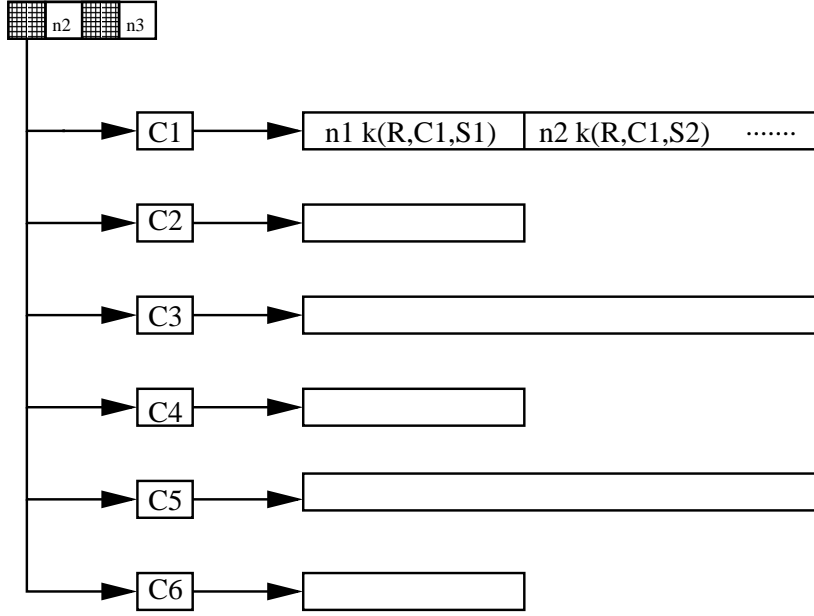 n2 n3
C1 n1 k(R,C1,S1) n2 k(R,C1,S2) .......
C2
C3
C4
C5
C6